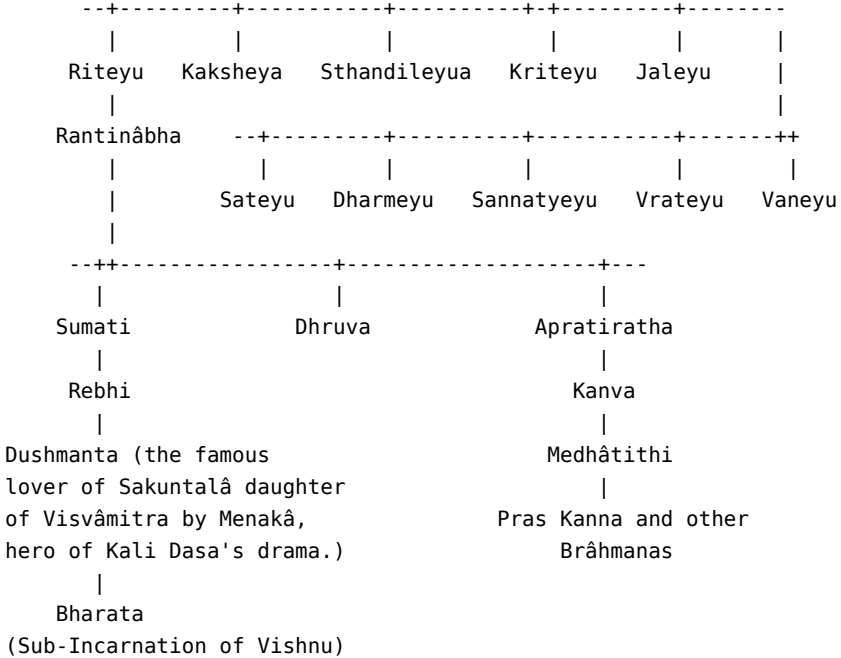 --+---------+-----------+----------+-+---------+--------
| | | | | |
Riteyu Kaksheya Sthandileyua Kriteyu Jaleyu |
| |
Rantinâbha --+---------+----------+-----------+-------++
| | | | | |
| Sateyu Dharmeyu Sannatyeyu Vrateyu Vaneyu
|
--++-----------------+--------------------+---
| | |
Sumati Dhruva Apratiratha
| |
Rebhi Kanva
| |
Dushmanta (the famous Medhâtithi
lover of Sakuntalâ daughter |
of Visvâmitra by Menakâ, Pras Kanna and other
hero of Kali Dasa's drama.) Brâhmanas
|
Bharata
(Sub-Incarnation of Vishnu)